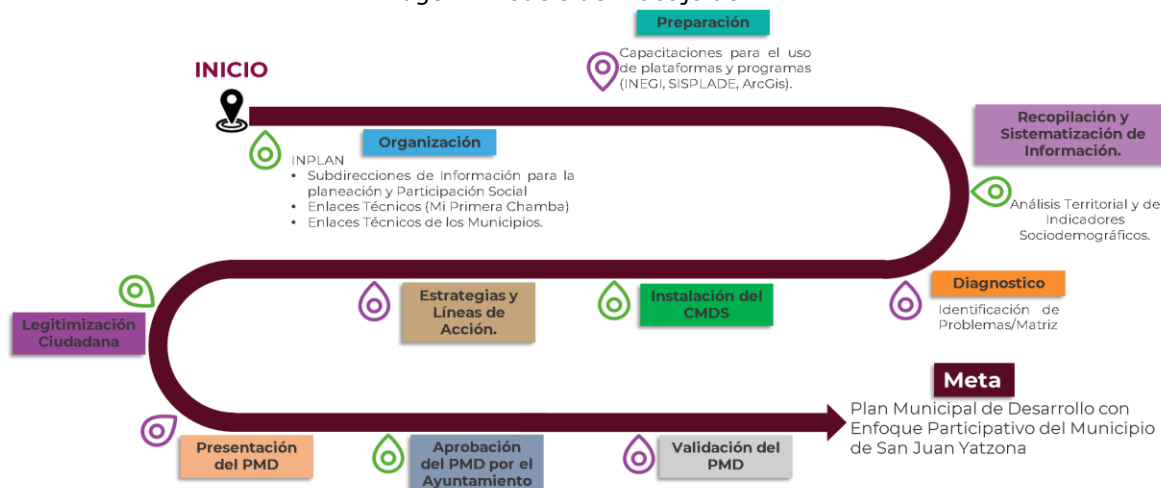 Preparación
Capacitaciones para el uso
de plataformas y programas
(INEGI, SISPLADE, ArcGis).
INICIO
Organización
INPLAN
• Subdirecciones de Información para la
planeación y Participación Social
• Enlaces Técnicos (Mi Primera Chamba)
• Enlaces Técnicos de los Municipios.
Recopilación y
Sistematización de
Información.
Análisis Territorial y de
Indicadores
Sociodemográficos.
Diagnostico
Identificación de
Problemas/Matriz
Instalación del
CMDS
Estrategias y
Líneas de
Acción.
Legitimización
Ciudadana
Presentación
del PMD
Aprobación
del PMD por el
Ayuntamiento
Validación del
PMD
Meta
Plan Municipal de Desarrollo con
Enfoque Participativo del Municipio
de San Juan Yatzona